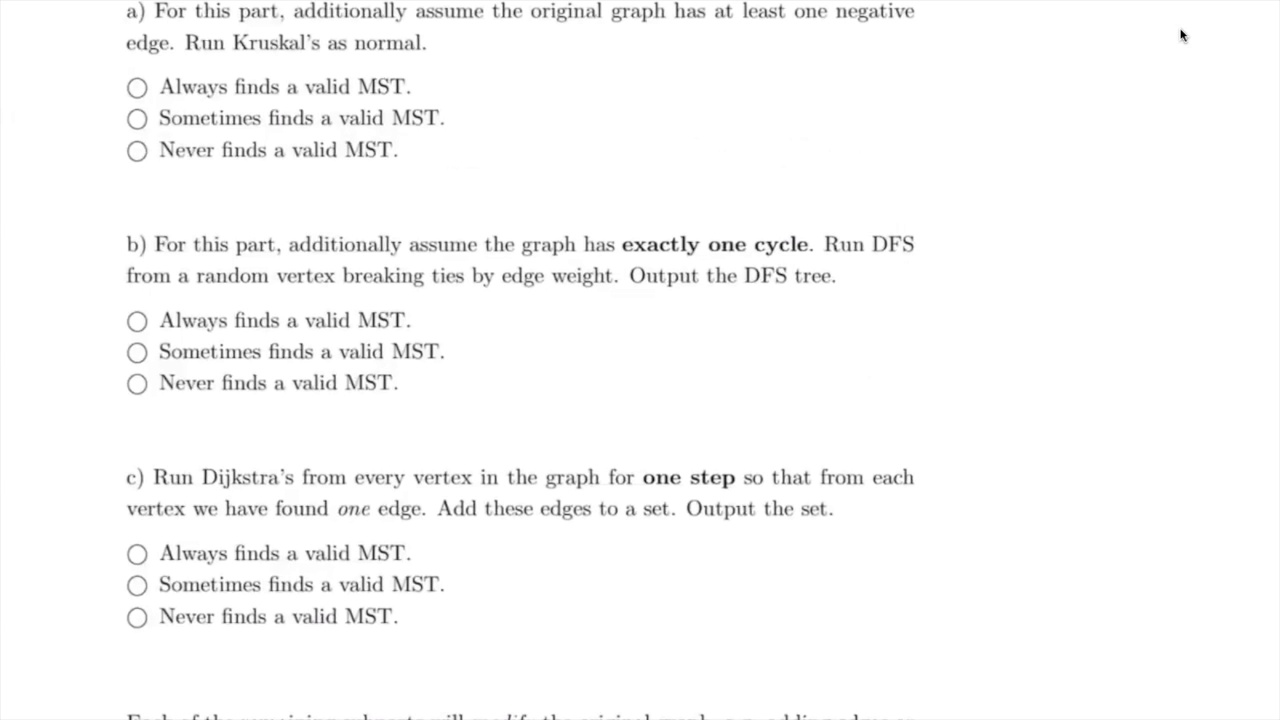 a) For this part, additionally assume the original graph has at least one negative
edge. Run Kruskal's as normal.
Always finds a valid MST.
Sometimes finds a valid MST.
Never finds a valid MST.
b) For this part, additionally assume the graph has exactly one cycle. Run DFS
from a random vertex breaking ties by edge weight. Output the DFS tree.
Always finds a valid MST.
Sometimes finds a valid MST.
Never finds a valid MST.
c) Run Dijkstra's from every vertex in the graph for one step so that from each
vertex we have found one edge. Add these edges to a set. Output the set.
Always finds a valid MST.
Sometimes finds a valid MST.
Never finds a valid MST.